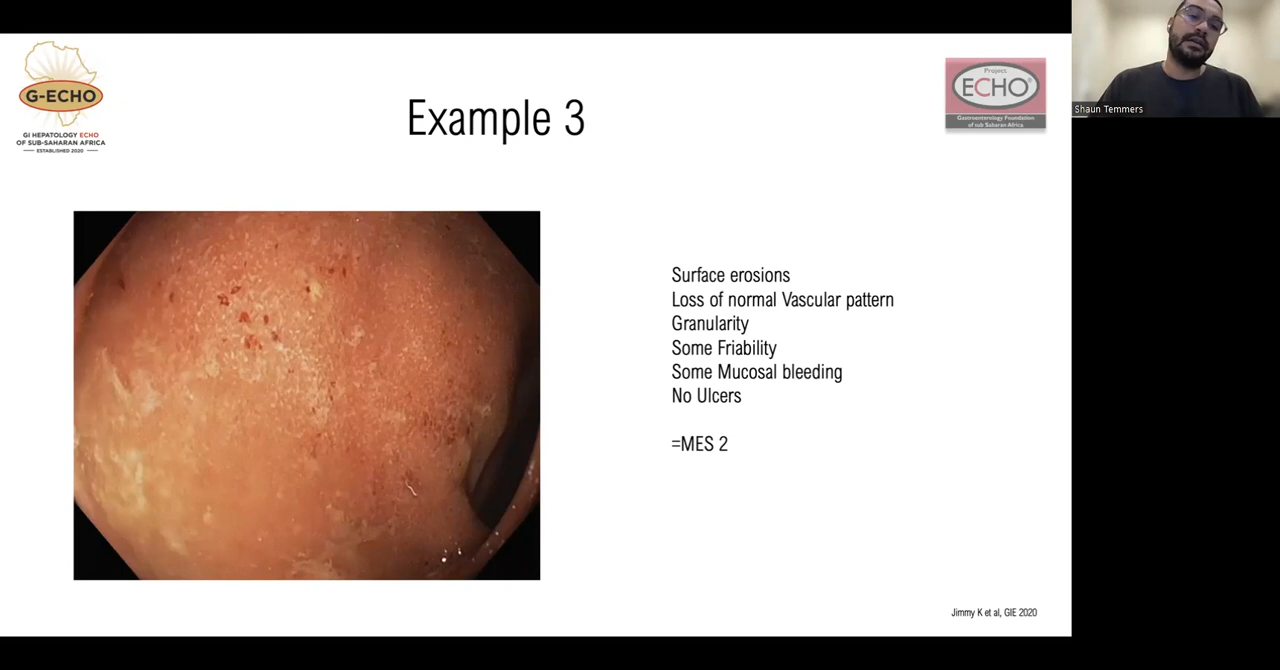 G-ECHO
GI HEPATOLOGY ECHO
OF SUB-SAHARAN AFRICA
ESTABLISHED 2020
Example 3
Project
ECHO®
Gastroenterology Foundation
of sub Saharan Africa
Shaun Temmers
Surface erosions
Loss of normal Vascular pattern
Granularity
Some Friability
Some Mucosal bleeding
No Ulcers
=MES 2
Jimmy K et al, GIE 2020